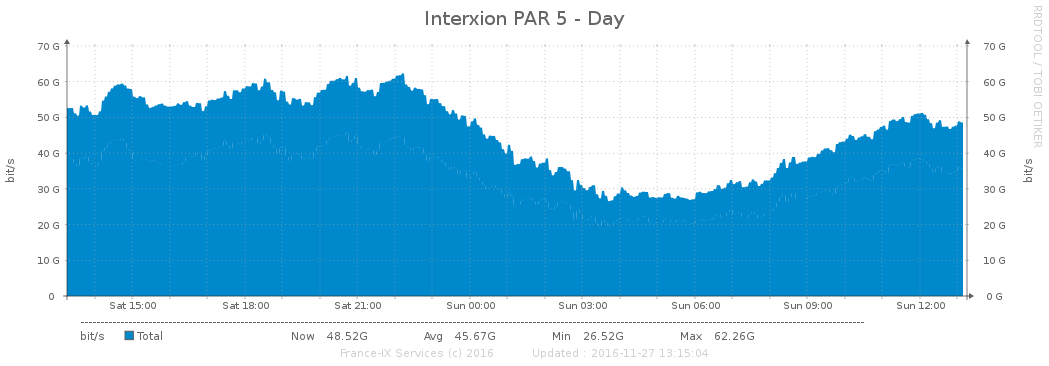 Interxion PAR 5 - Day
RRDTOOL / TOBI OETIKER
bit/s
70 G
60 G
50 G
40 G
30 G
20 G
10 G
0
70 G
60 G
50 G
40 G
30 G
20 G
10 G
0 G
bit/s
Sat 15:00 Sat 18:00 Sat 21:00 Sun 00:00 Sun 03:00 Sun 06:00 Sun 09:00 Sun 12:00
bit/s Total Now 48.52G Avg 45.67G Min 26.52G Max 62.26G
France-IX Services (c) 2016 Updated : 2016-11-27 13:15:04